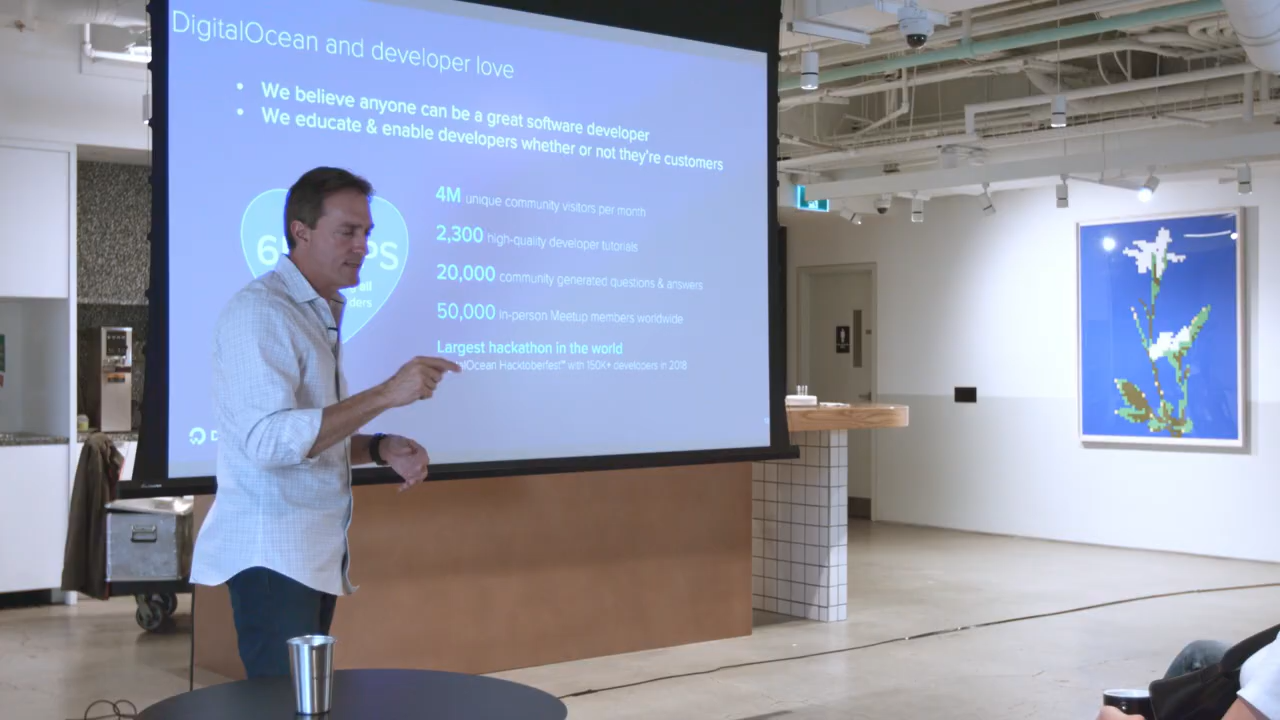 DigitalOcean and developer love
• We believe anyone can be a great software developer
• We educate & enable developers whether or not they're customers
4M unique community visitors per month
2,300 high-quality developer tutorials
20,000 community generated questions & answers
50,000 in-person Meetup members worldwide
Largest hackathon in the world
Hacktoberfest™ with 150K+ developers in 2018